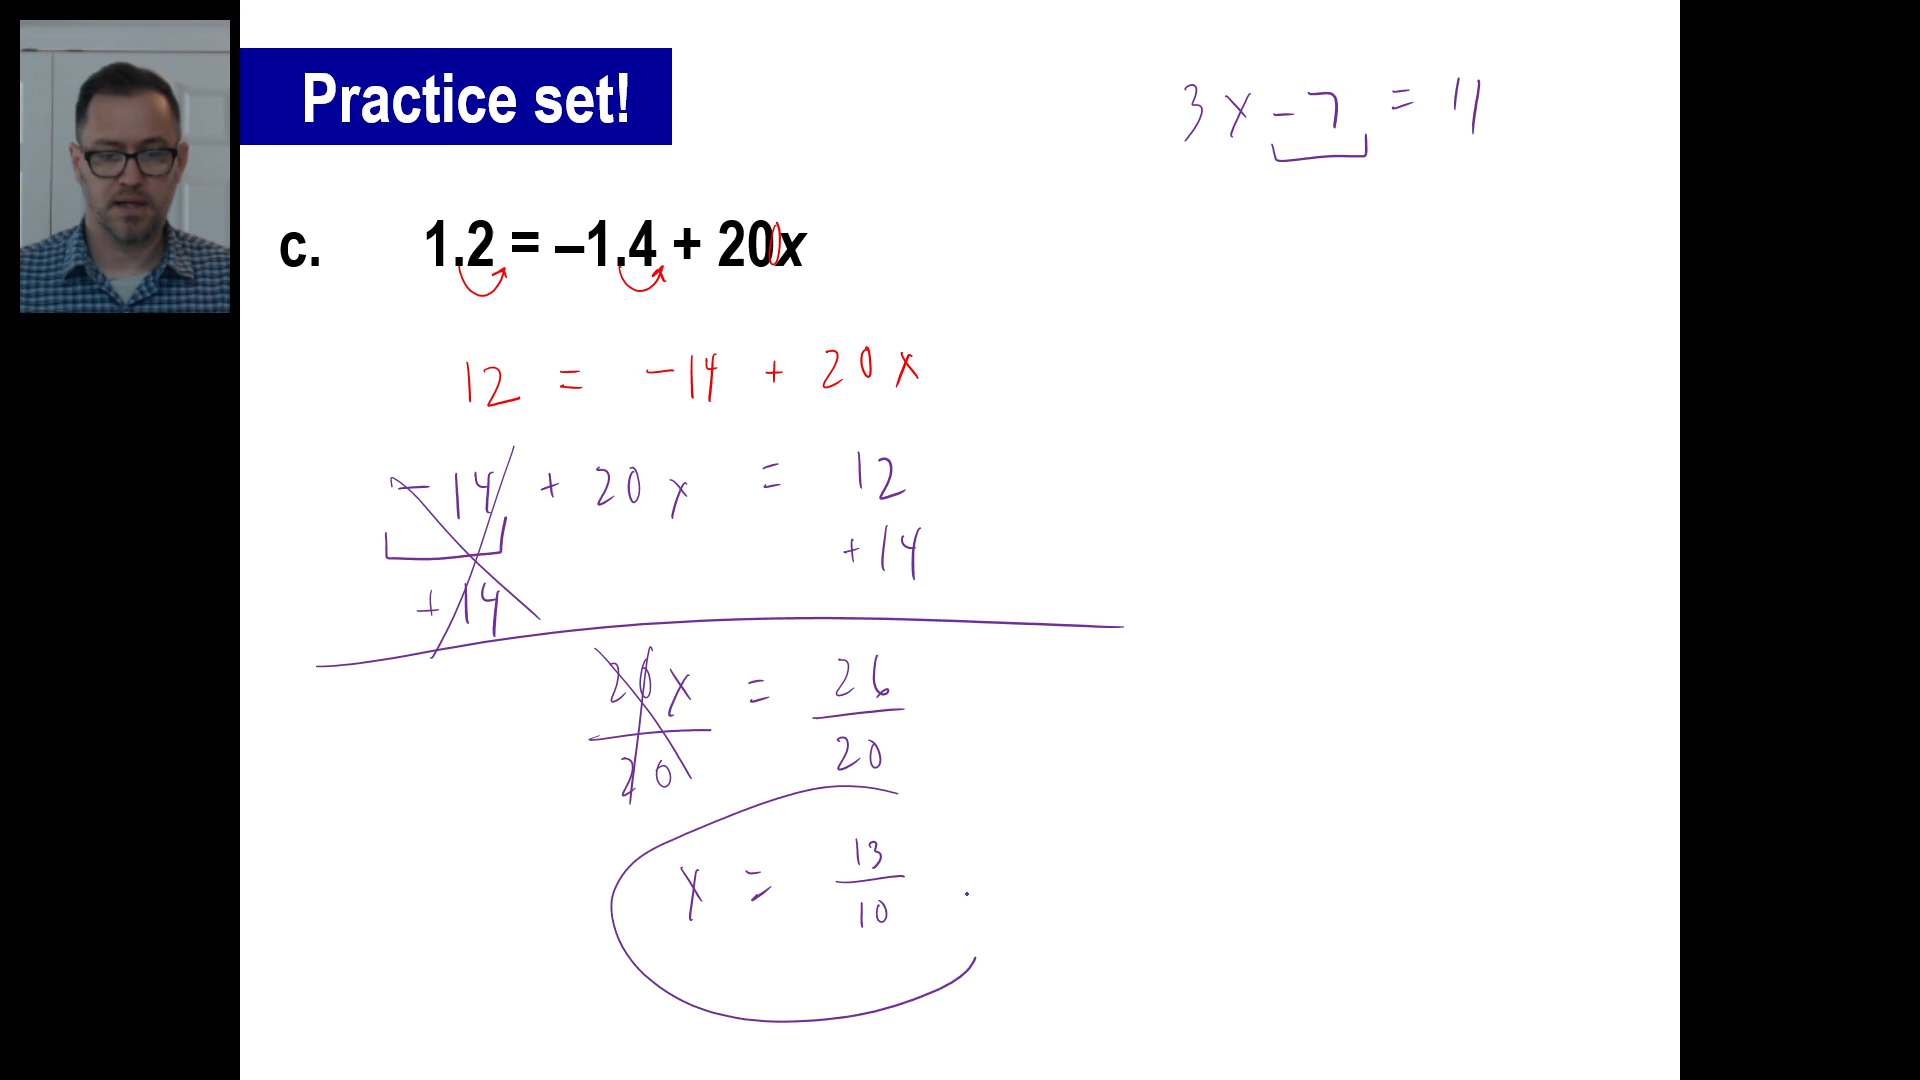 Practice set!
3x - 7 = 11
c. 1.2 = –1.4 + 200x
12 = -14 + 20x
-14 + 20x = 12
+14 +14
20x = 26
20 20
x = 13
10